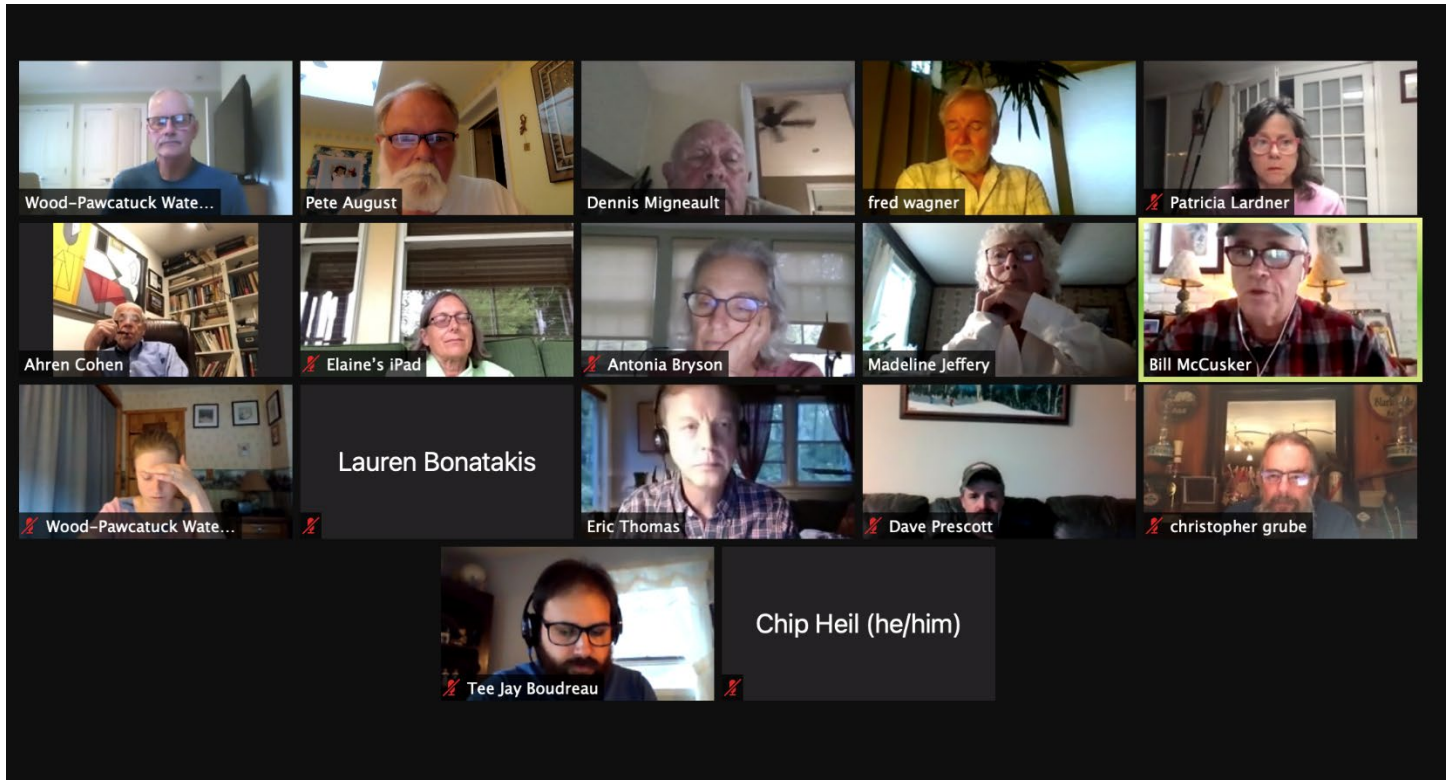 Wood-Pawcatuck Wate...
Pete August
Dennis Migneault
fred wagner
Patricia Lardner
Ahren Cohen
Elaine's iPad
Antonia Bryson
Madeline Jeffery
Bill McCusker
Wood-Pawcatuck Wate...
Lauren Bonatakis
Eric Thomas
Dave Prescott
christopher grube
Tee Jay Boudreau
Chip Heil (he/him)